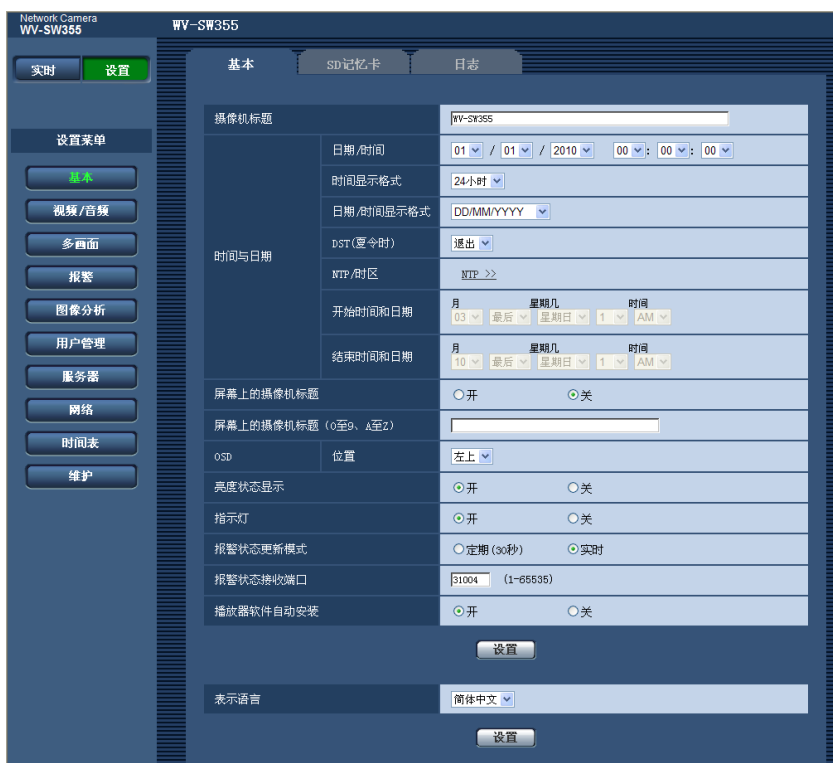 Network Camera
WV-SW355
WV-SW355
实时 设置
基本 SD记忆卡 日志
设置菜单
基本
视频/音频
多画面
报警
图像分析
用户管理
服务器
网络
时间表
维护
摄像机标题 WV-SW355
时间与日期
日期/时间 01 / 01 / 2010 00 : 00 : 00
时间显示格式 24小时
日期/时间显示格式 DD/MM/YYYY
DST(夏令时) 退出
NTP/时区 NTP >>
开始时间和日期 月 星期几 时间
03 最后 星期日 1 AM
结束时间和日期 月 星期几 时间
10 最后 星期日 1 AM
屏幕上的摄像机标题 开 关
屏幕上的摄像机标题 (0至9、A至Z)
OSD 位置 左上
亮度状态显示 开 关
指示灯 开 关
报警状态更新模式 定期(30秒) 实时
报警状态接收端口 31004 (1-65535)
播放器软件自动安装 开 关
设置
表示语言 简体中文
设置